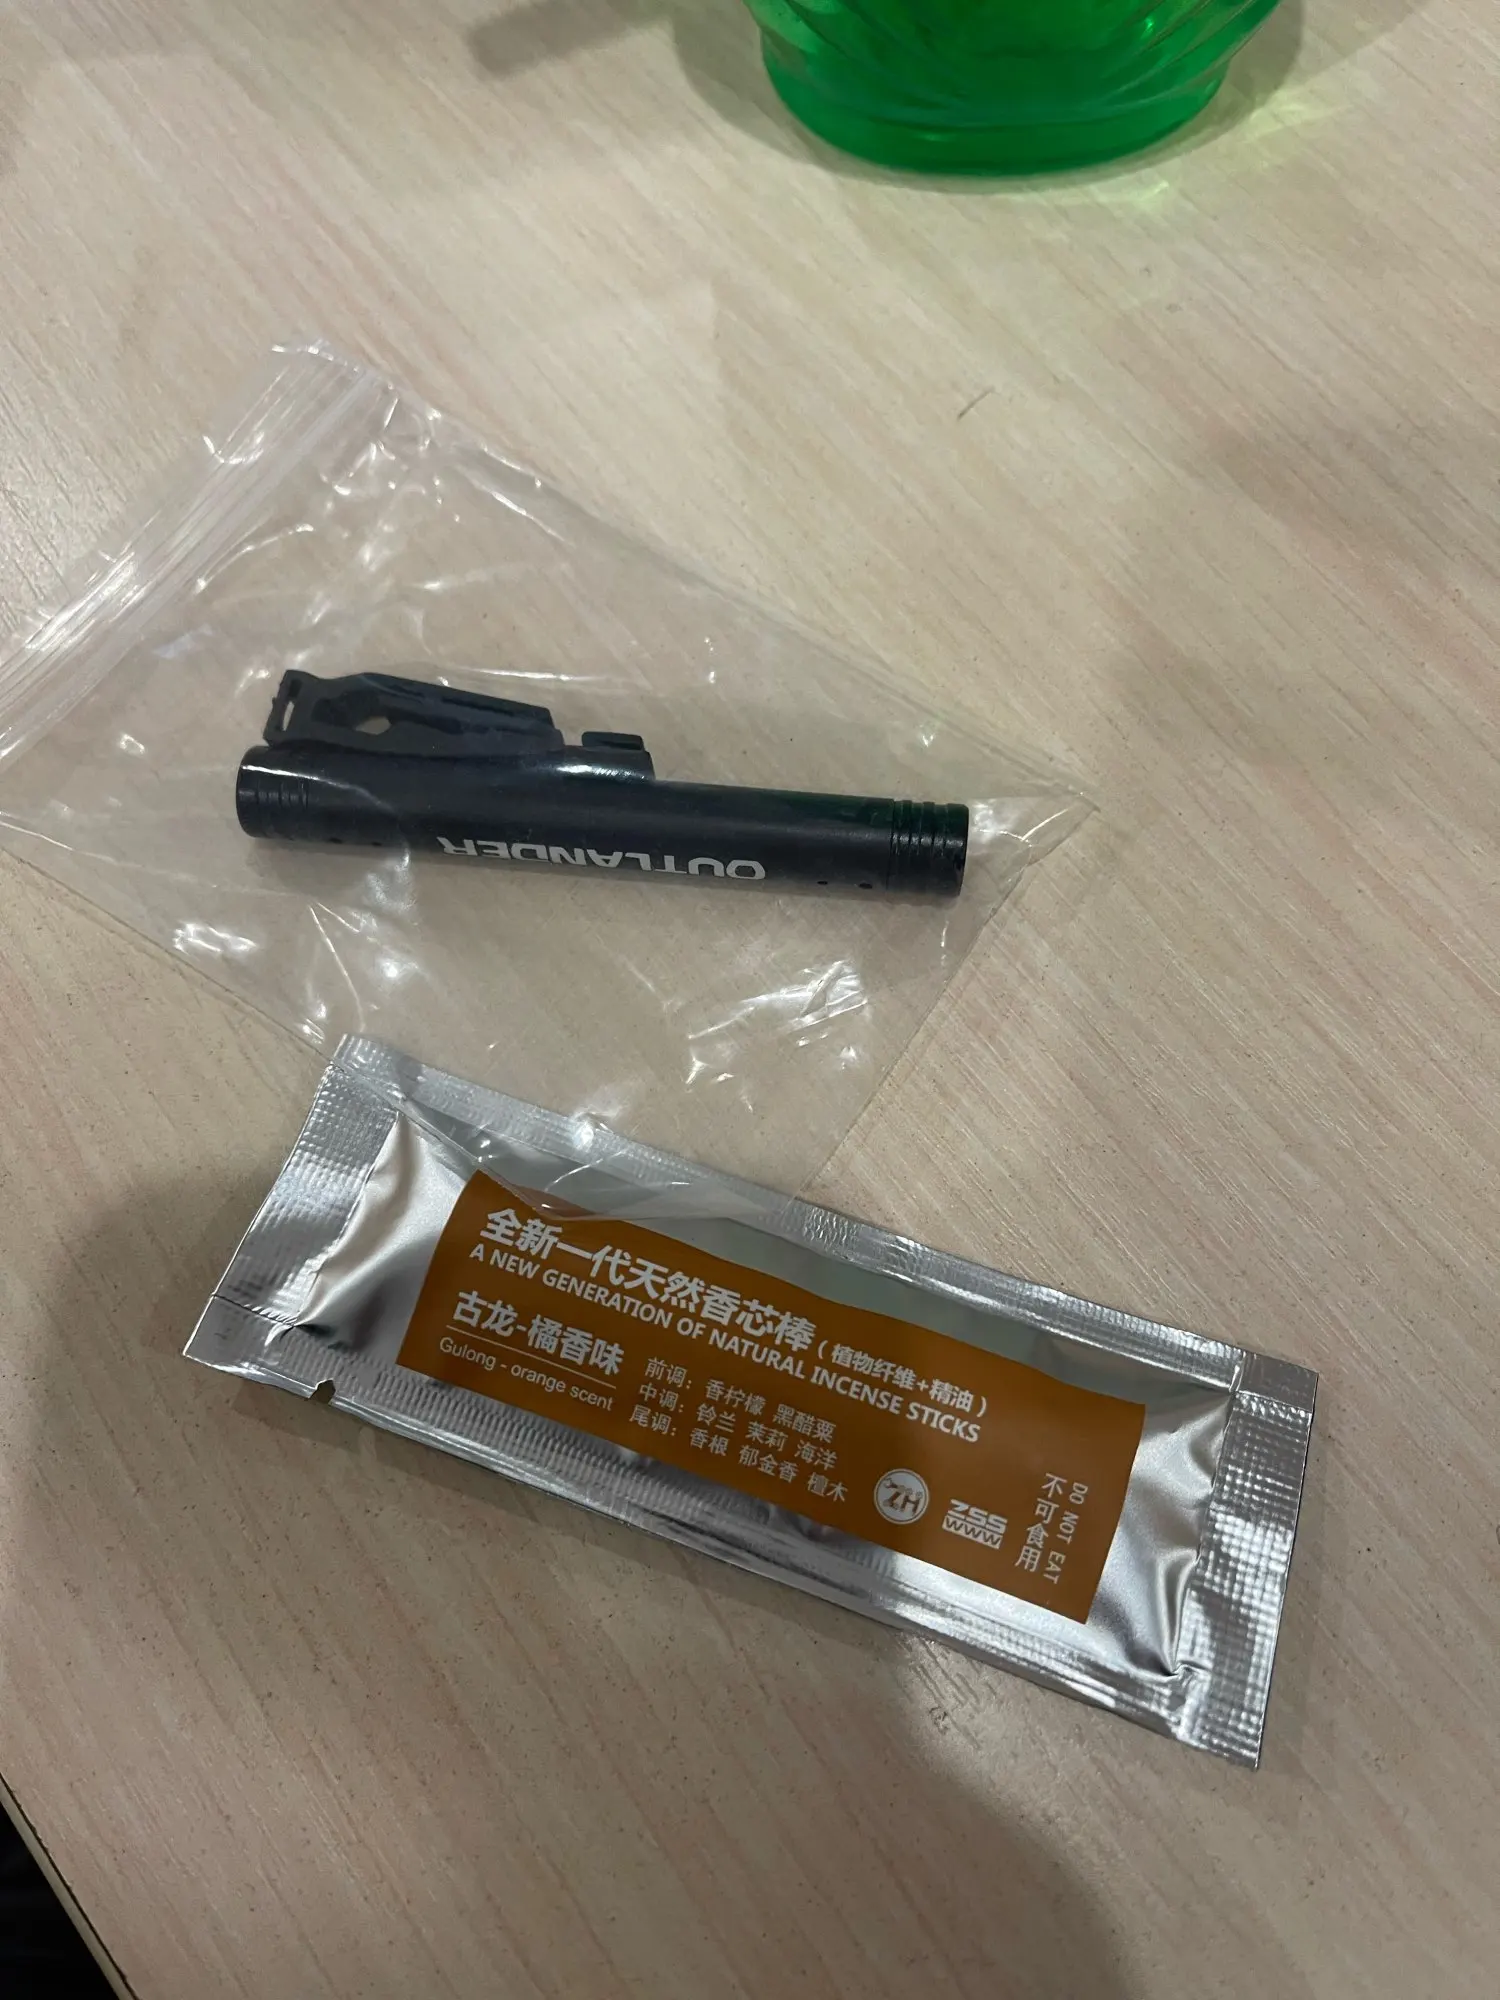 OUTLANDER
全新一代天然香芯棒（植物纤维+精油）
A NEW GENERATION OF NATURAL INCENSE STICKS
古龙-橘香味
Gulong - orange scent
前调：香柠檬 黑醋粟
中调：铃兰 茉莉 海洋
尾调：香根 郁金香 檀木
ZH
ZSS
WWW
DO NOT EAT
不可食用